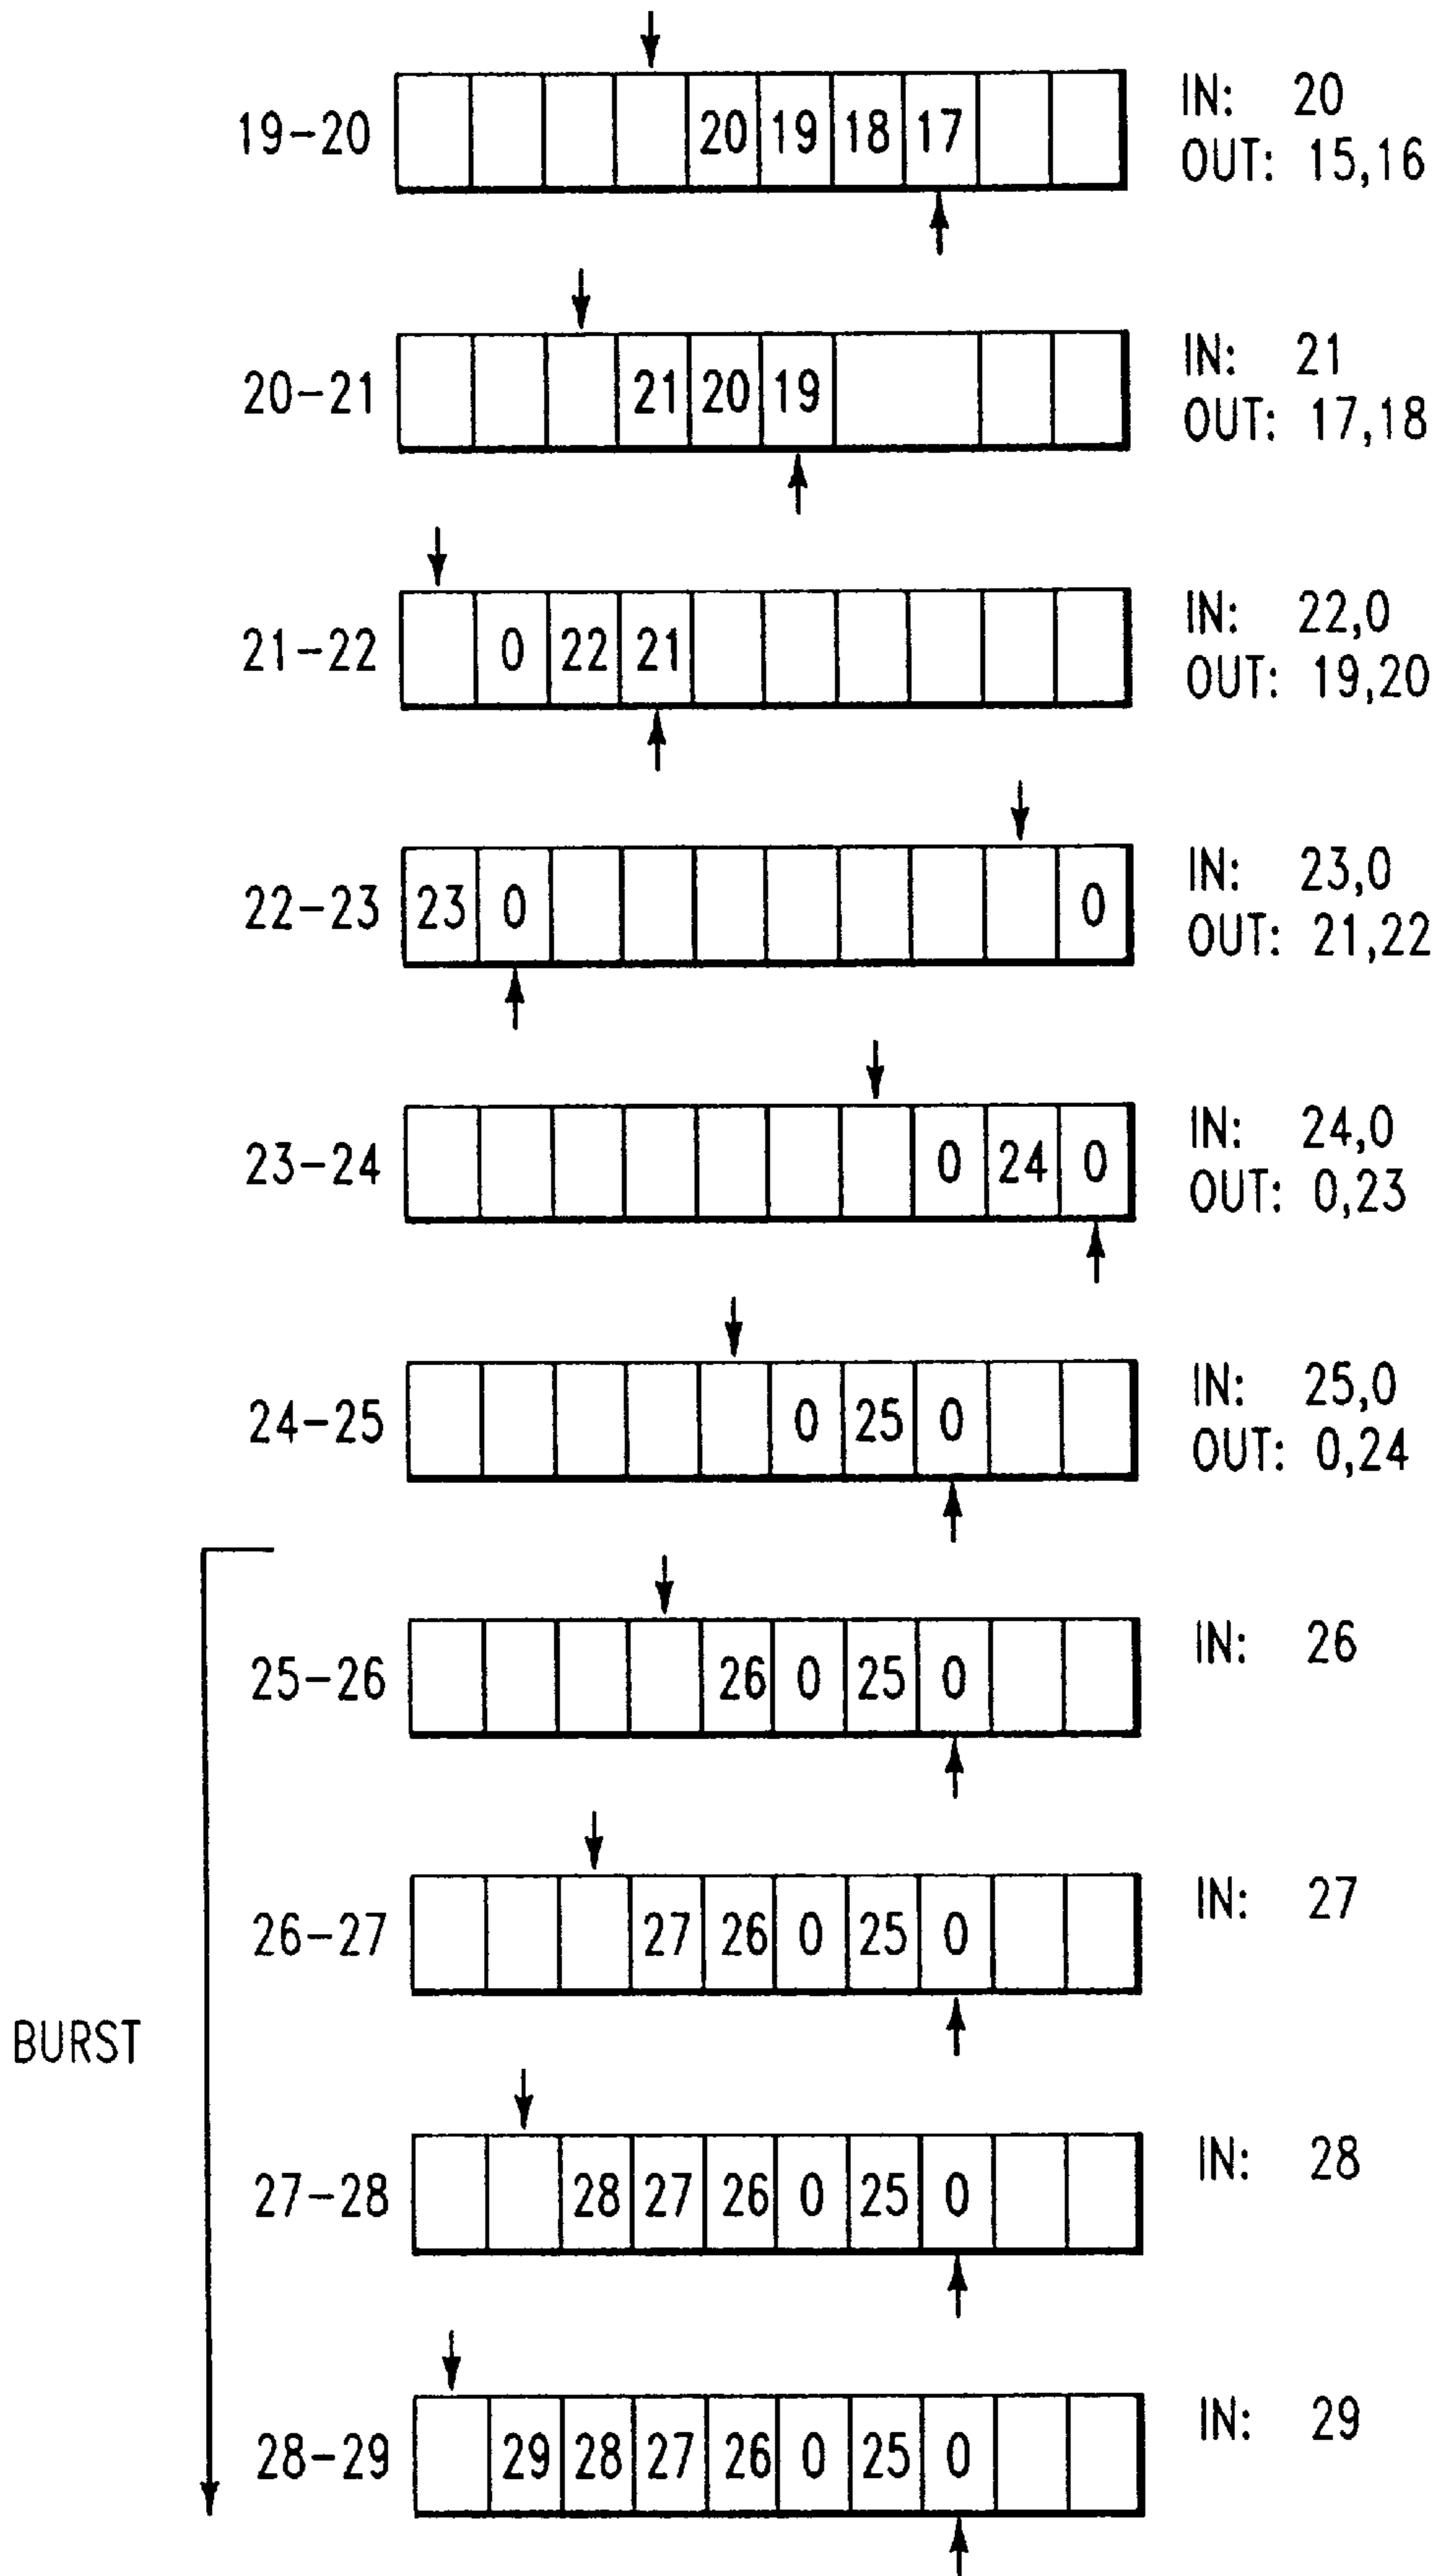 19-20 20 19 18 17 IN: 20
OUT: 15,16
20-21 21 20 19 IN: 21
OUT: 17,18
21-22 0 22 21 IN: 22,0
OUT: 19,20
22-23 23 0 0 IN: 23,0
OUT: 21,22
23-24 0 24 0 IN: 24,0
OUT: 0,23
24-25 0 25 0 IN: 25,0
OUT: 0,24
25-26 26 0 25 0 IN: 26
26-27 27 26 0 25 0 IN: 27
BURST
27-28 28 27 26 0 25 0 IN: 28
28-29 29 28 27 26 0 25 0 IN: 29